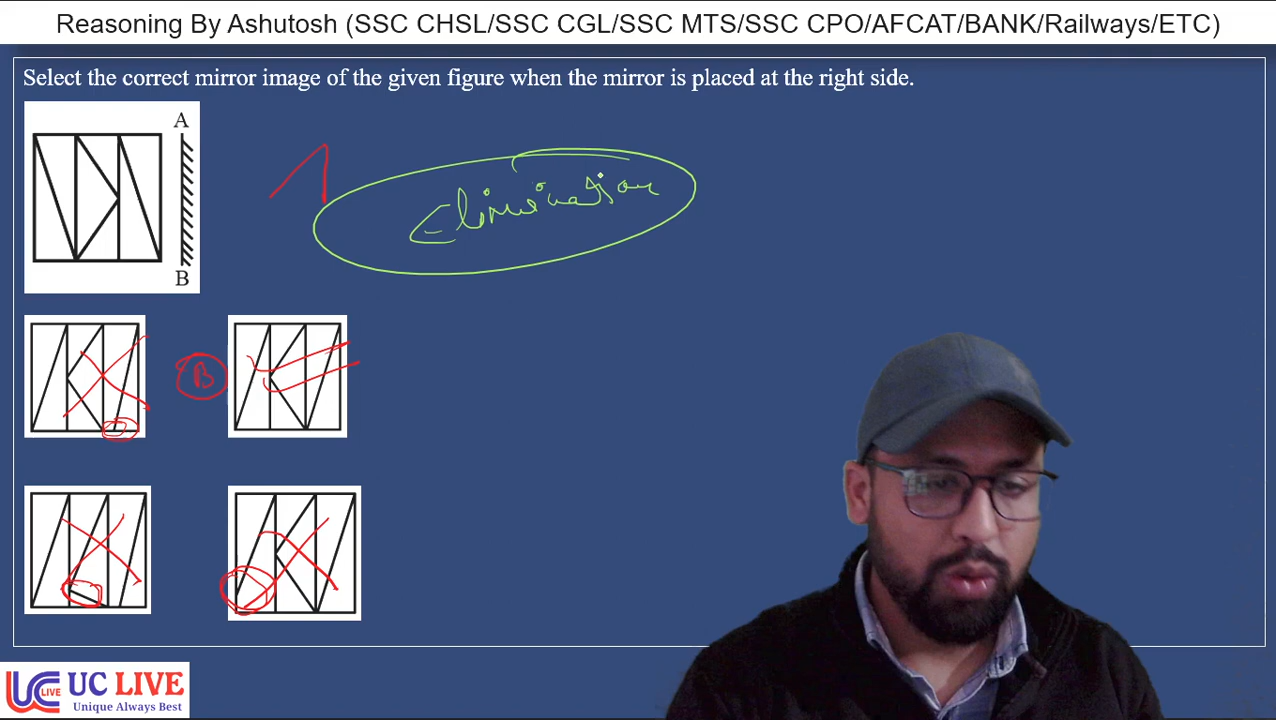 Reasoning By Ashutosh (SSC CHSL/SSC CGL/SSC MTS/SSC CPO/AFCAT/BANK/Railways/ETC)
Select the correct mirror image of the given figure when the mirror is placed at the right side.
A
Elimination
B
B
UC LIVE
LIVE
Unique Always Best